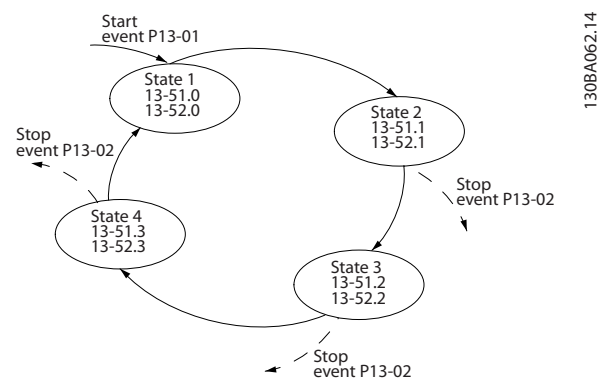 Start
event P13-01
130BA062.14
State 1
13-51.0
13-52.0
State 2
13-51.1
13-52.1
Stop
event P13-02
Stop
event P13-02
State 4
13-51.3
13-52.3
State 3
13-51.2
13-52.2
Stop
event P13-02